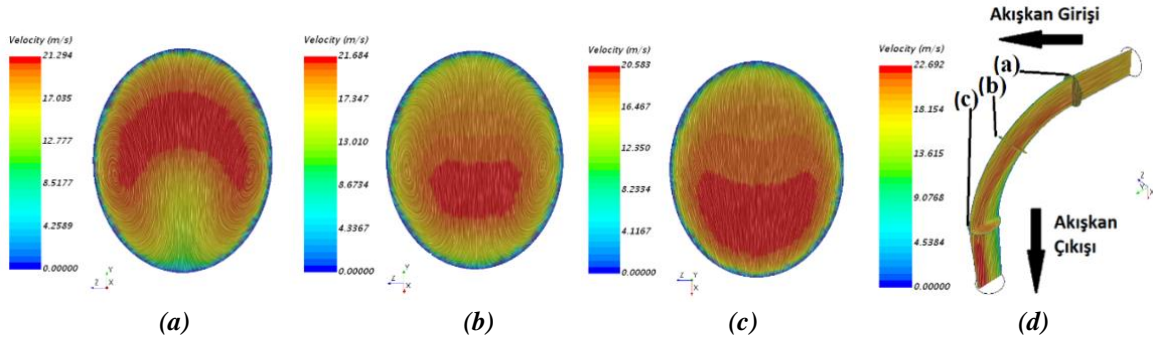 Velocity (m/s)
21.294
17.035
12.777
8.5177
4.2589
0.00000
Z
Y
X
(a)
Velocity (m/s)
21.684
17.347
13.010
8.6734
4.3367
0.00000
Z
Y
X
(b)
Velocity (m/s)
20.583
16.467
12.350
8.2334
4.1167
0.00000
Z
Y
X
(c)
Velocity (m/s)
22.692
18.154
13.615
9.0768
4.5384
0.00000
Akışkan Girişi
(a)
(b)
(c)
Akışkan
Çıkışı
Z
Y
X
(d)